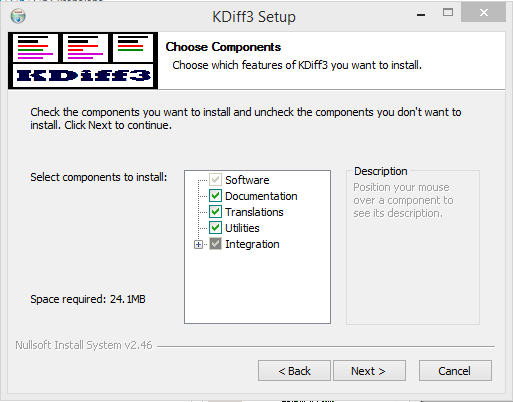 KDiff3 Setup
KDiff3
Choose Components
Choose which features of KDiff3 you want to install.
Check the components you want to install and uncheck the components you don't want to
install. Click Next to continue.
Select components to install:
Software
Documentation
Translations
Utilities
Integration
Description
Position your mouse
over a component to
see its description.
Space required: 24.1MB
Nullsoft Install System v2.46
< Back
Next >
Cancel